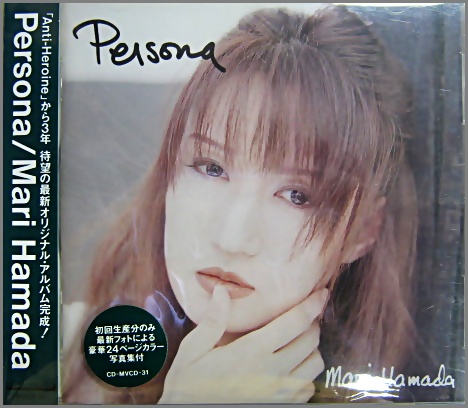 「Anti-Heroine」から3年 待望の最新オリジナル・アルバム完成!
Persona/Mari Hamada
Persona
初回生産分のみ
最新フォトによる
豪華24ページカラー
写真集付
CD-MVCD-31
Mari Hamada